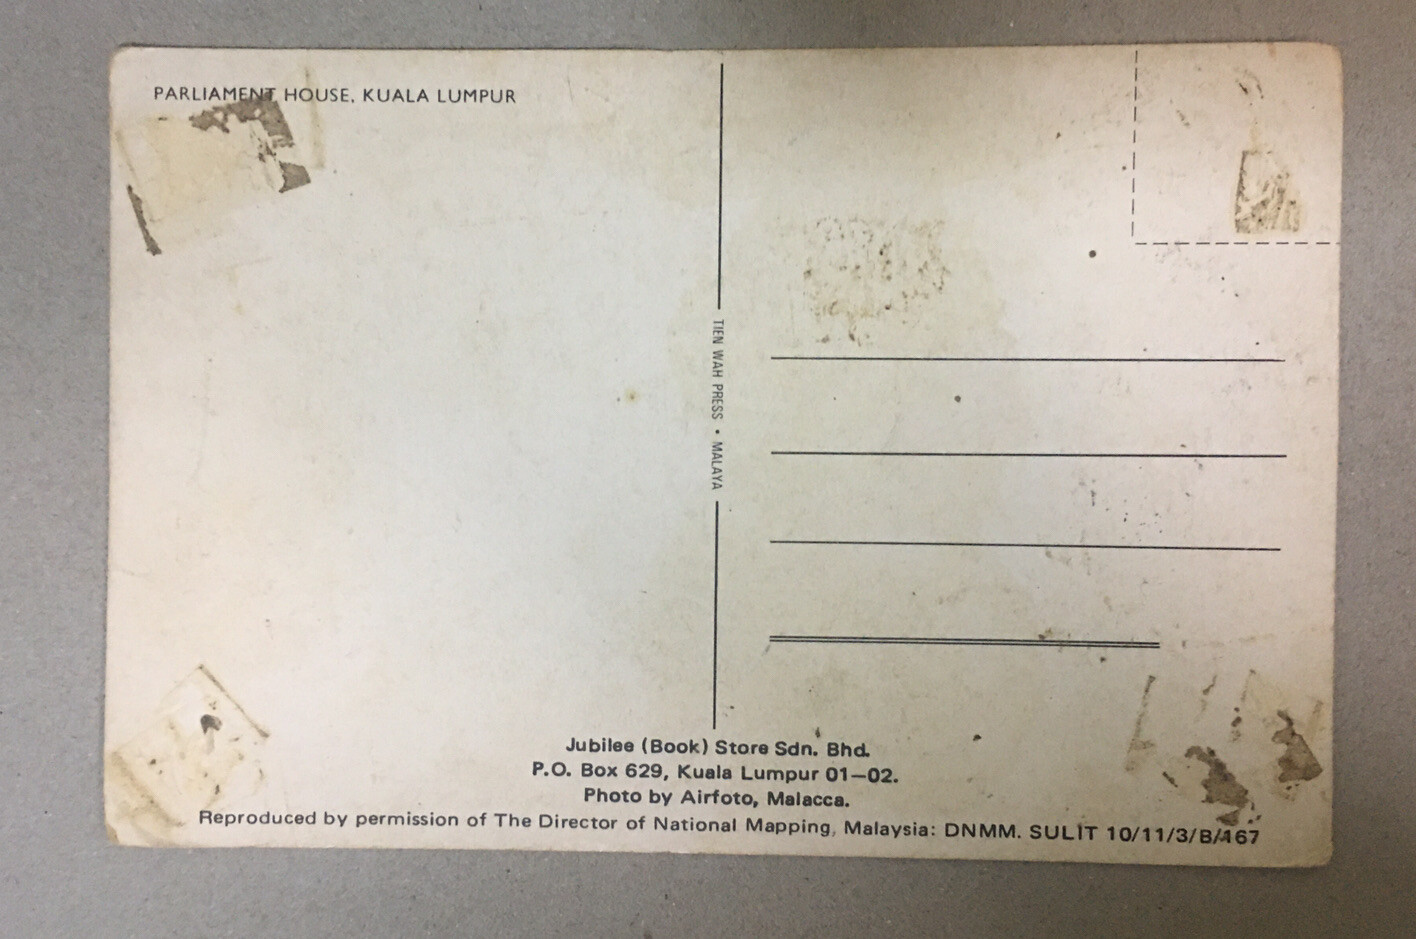 PARLIAMENT HOUSE, KUALA LUMPUR
TIEN WAH PRESS • MALAYA
Jubilee (Book) Store Sdn. Bhd.
P.O. Box 629, Kuala Lumpur 01—02.
Photo by Airfoto, Malacca.
Reproduced by permission of The Director of National Mapping, Malaysia: DNMM. SULIT 10/11/3/B/167